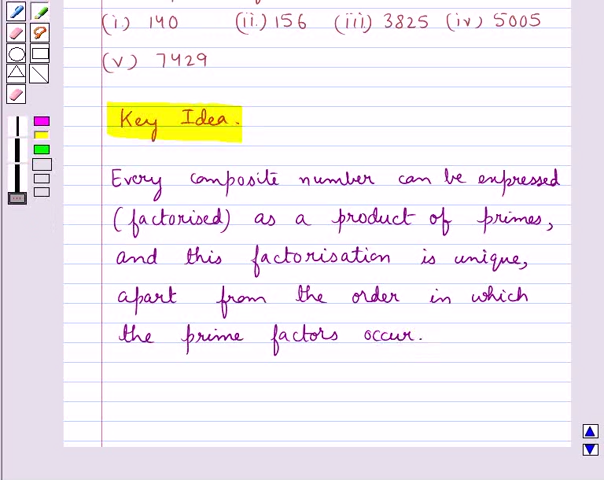 (i.) 140 (ii.) 156 (iii) 3825 (iv) 5005
(v) 7429
Key Idea.
Every composite number can be expressed
(factorised) as a product of primes,
and this factorisation is unique,
apart from the order in which
the prime factors occur.